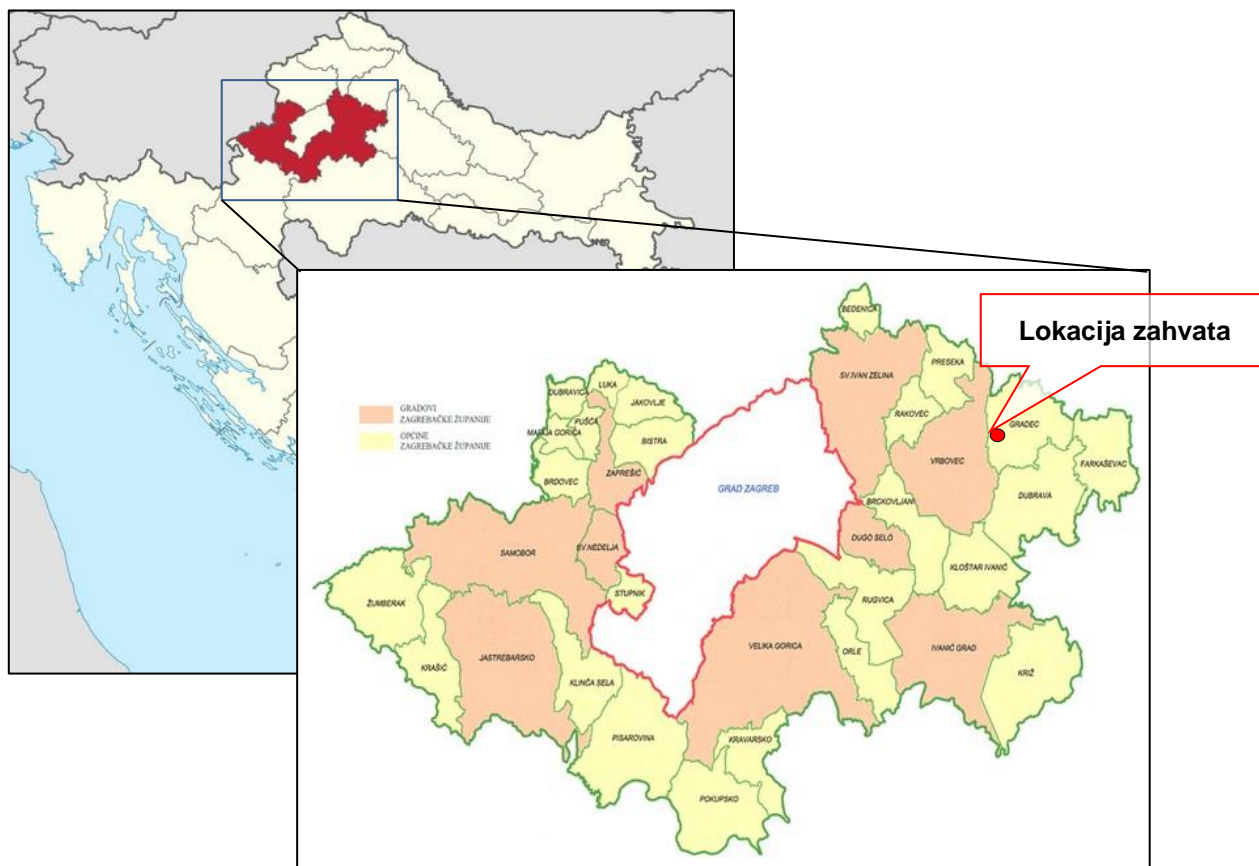 Lokacija zahvata
GRADOVI
ZAGREBAČKE ŽUPANIJE
OPĆINE
ZAGREBAČKE ŽUPANIJE
BEDENICA
SV.IVAN ZELINA
PRESEKA
RAKOVEC
GRADEC
VRBOVEC
FARKAŠEVAC
DUBRAVA
BRCKOVLJANI
DUGO SELO
KLOŠTAR IVANIĆ
RUGVICA
IVANIĆ GRAD
KRIŽ
ORLE
VELIKA GORICA
GRAD ZAGREB
DUBRAVICA
LUKA
JAKOVLJE
PUŠĆA
MARIJA GORICA
BISTRA
ZAPREŠIĆ
BRDOVEC
SAMOBOR
SV.NEDELJA
STUPNIK
ŽUMBERAK
KRAŠIĆ
JASTREBARSKO
KLINČA SELA
PISAROVINA
KRAVARSKO
POKUPSKO